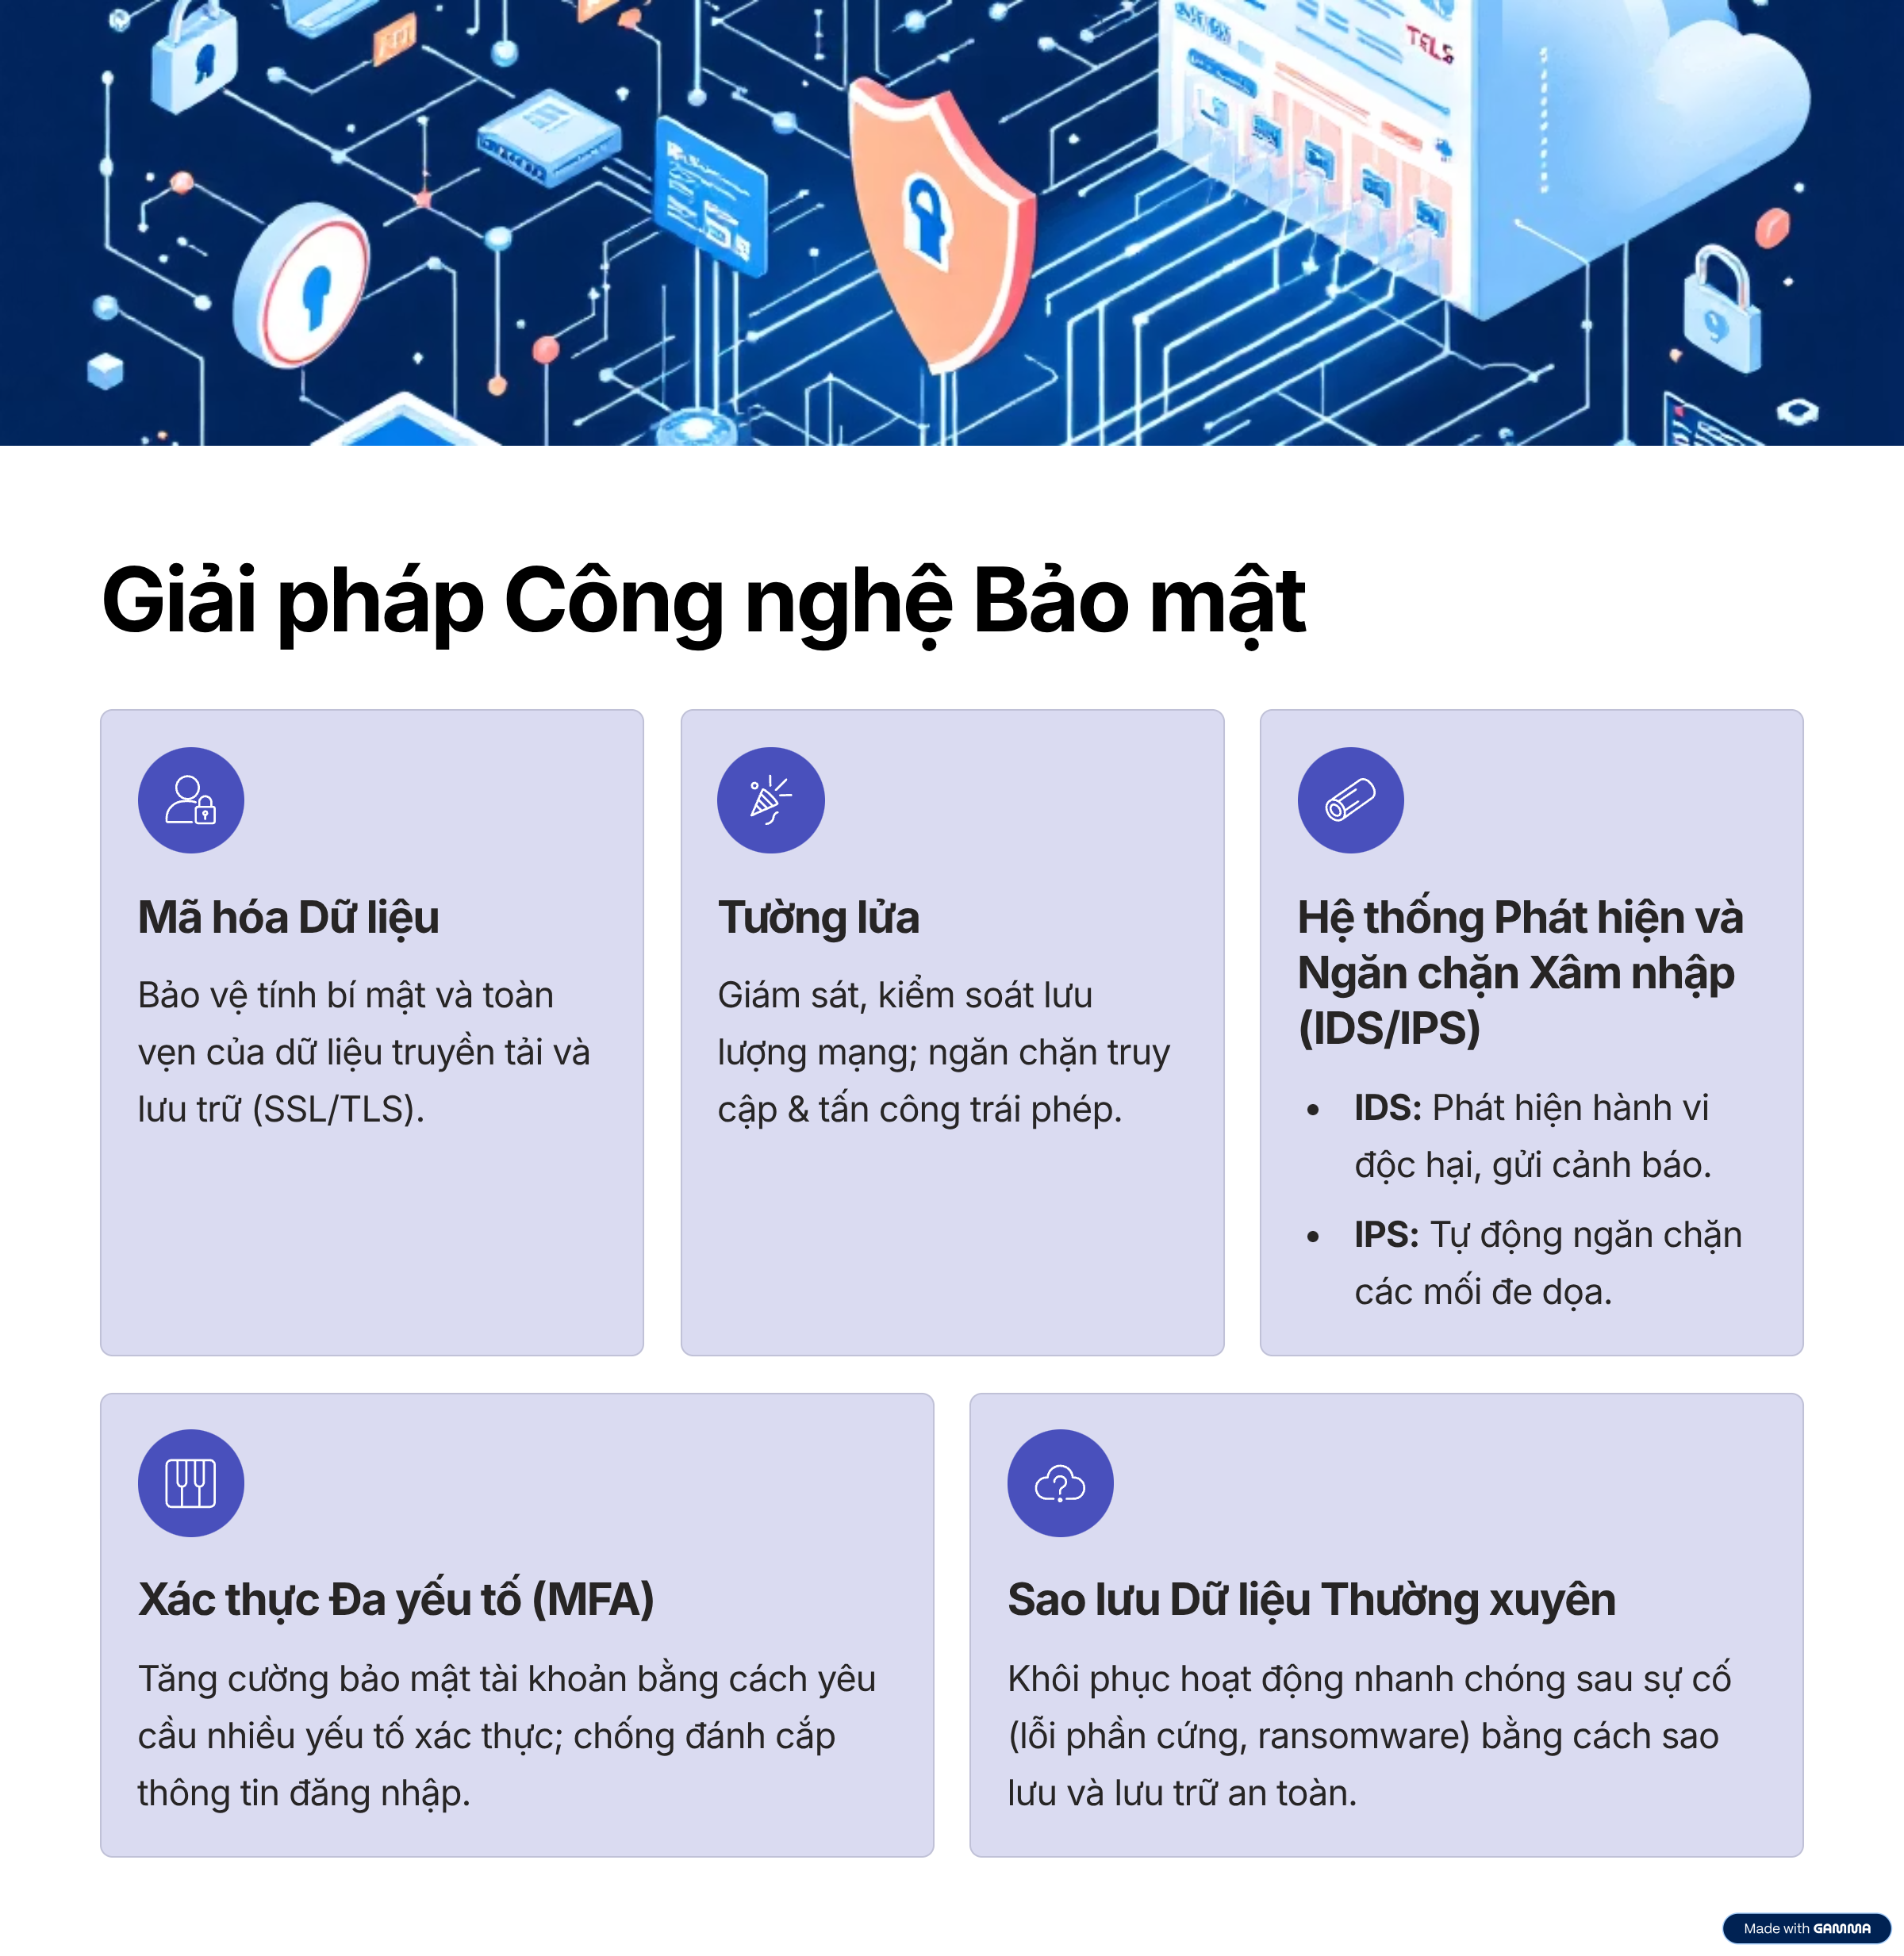 Giải pháp Công nghệ Bảo mật
Mã hóa Dữ liệu
Bảo vệ tính bí mật và toàn
vẹn của dữ liệu truyền tải và
lưu trữ (SSL/TLS).
Tường lửa
Giám sát, kiểm soát lưu
lượng mạng; ngăn chặn truy
cập & tấn công trái phép.
Hệ thống Phát hiện và
Ngăn chặn Xâm nhập
(IDS/IPS)
• IDS: Phát hiện hành vi
độc hại, gửi cảnh báo.
• IPS: Tự động ngăn chặn
các mối đe dọa.
Xác thực Đa yếu tố (MFA)
Tăng cường bảo mật tài khoản bằng cách yêu
cầu nhiều yếu tố xác thực; chống đánh cắp
thông tin đăng nhập.
Sao lưu Dữ liệu Thường xuyên
Khôi phục hoạt động nhanh chóng sau sự cố
(lỗi phần cứng, ransomware) bằng cách sao
lưu và lưu trữ an toàn.
Made with GAMMA